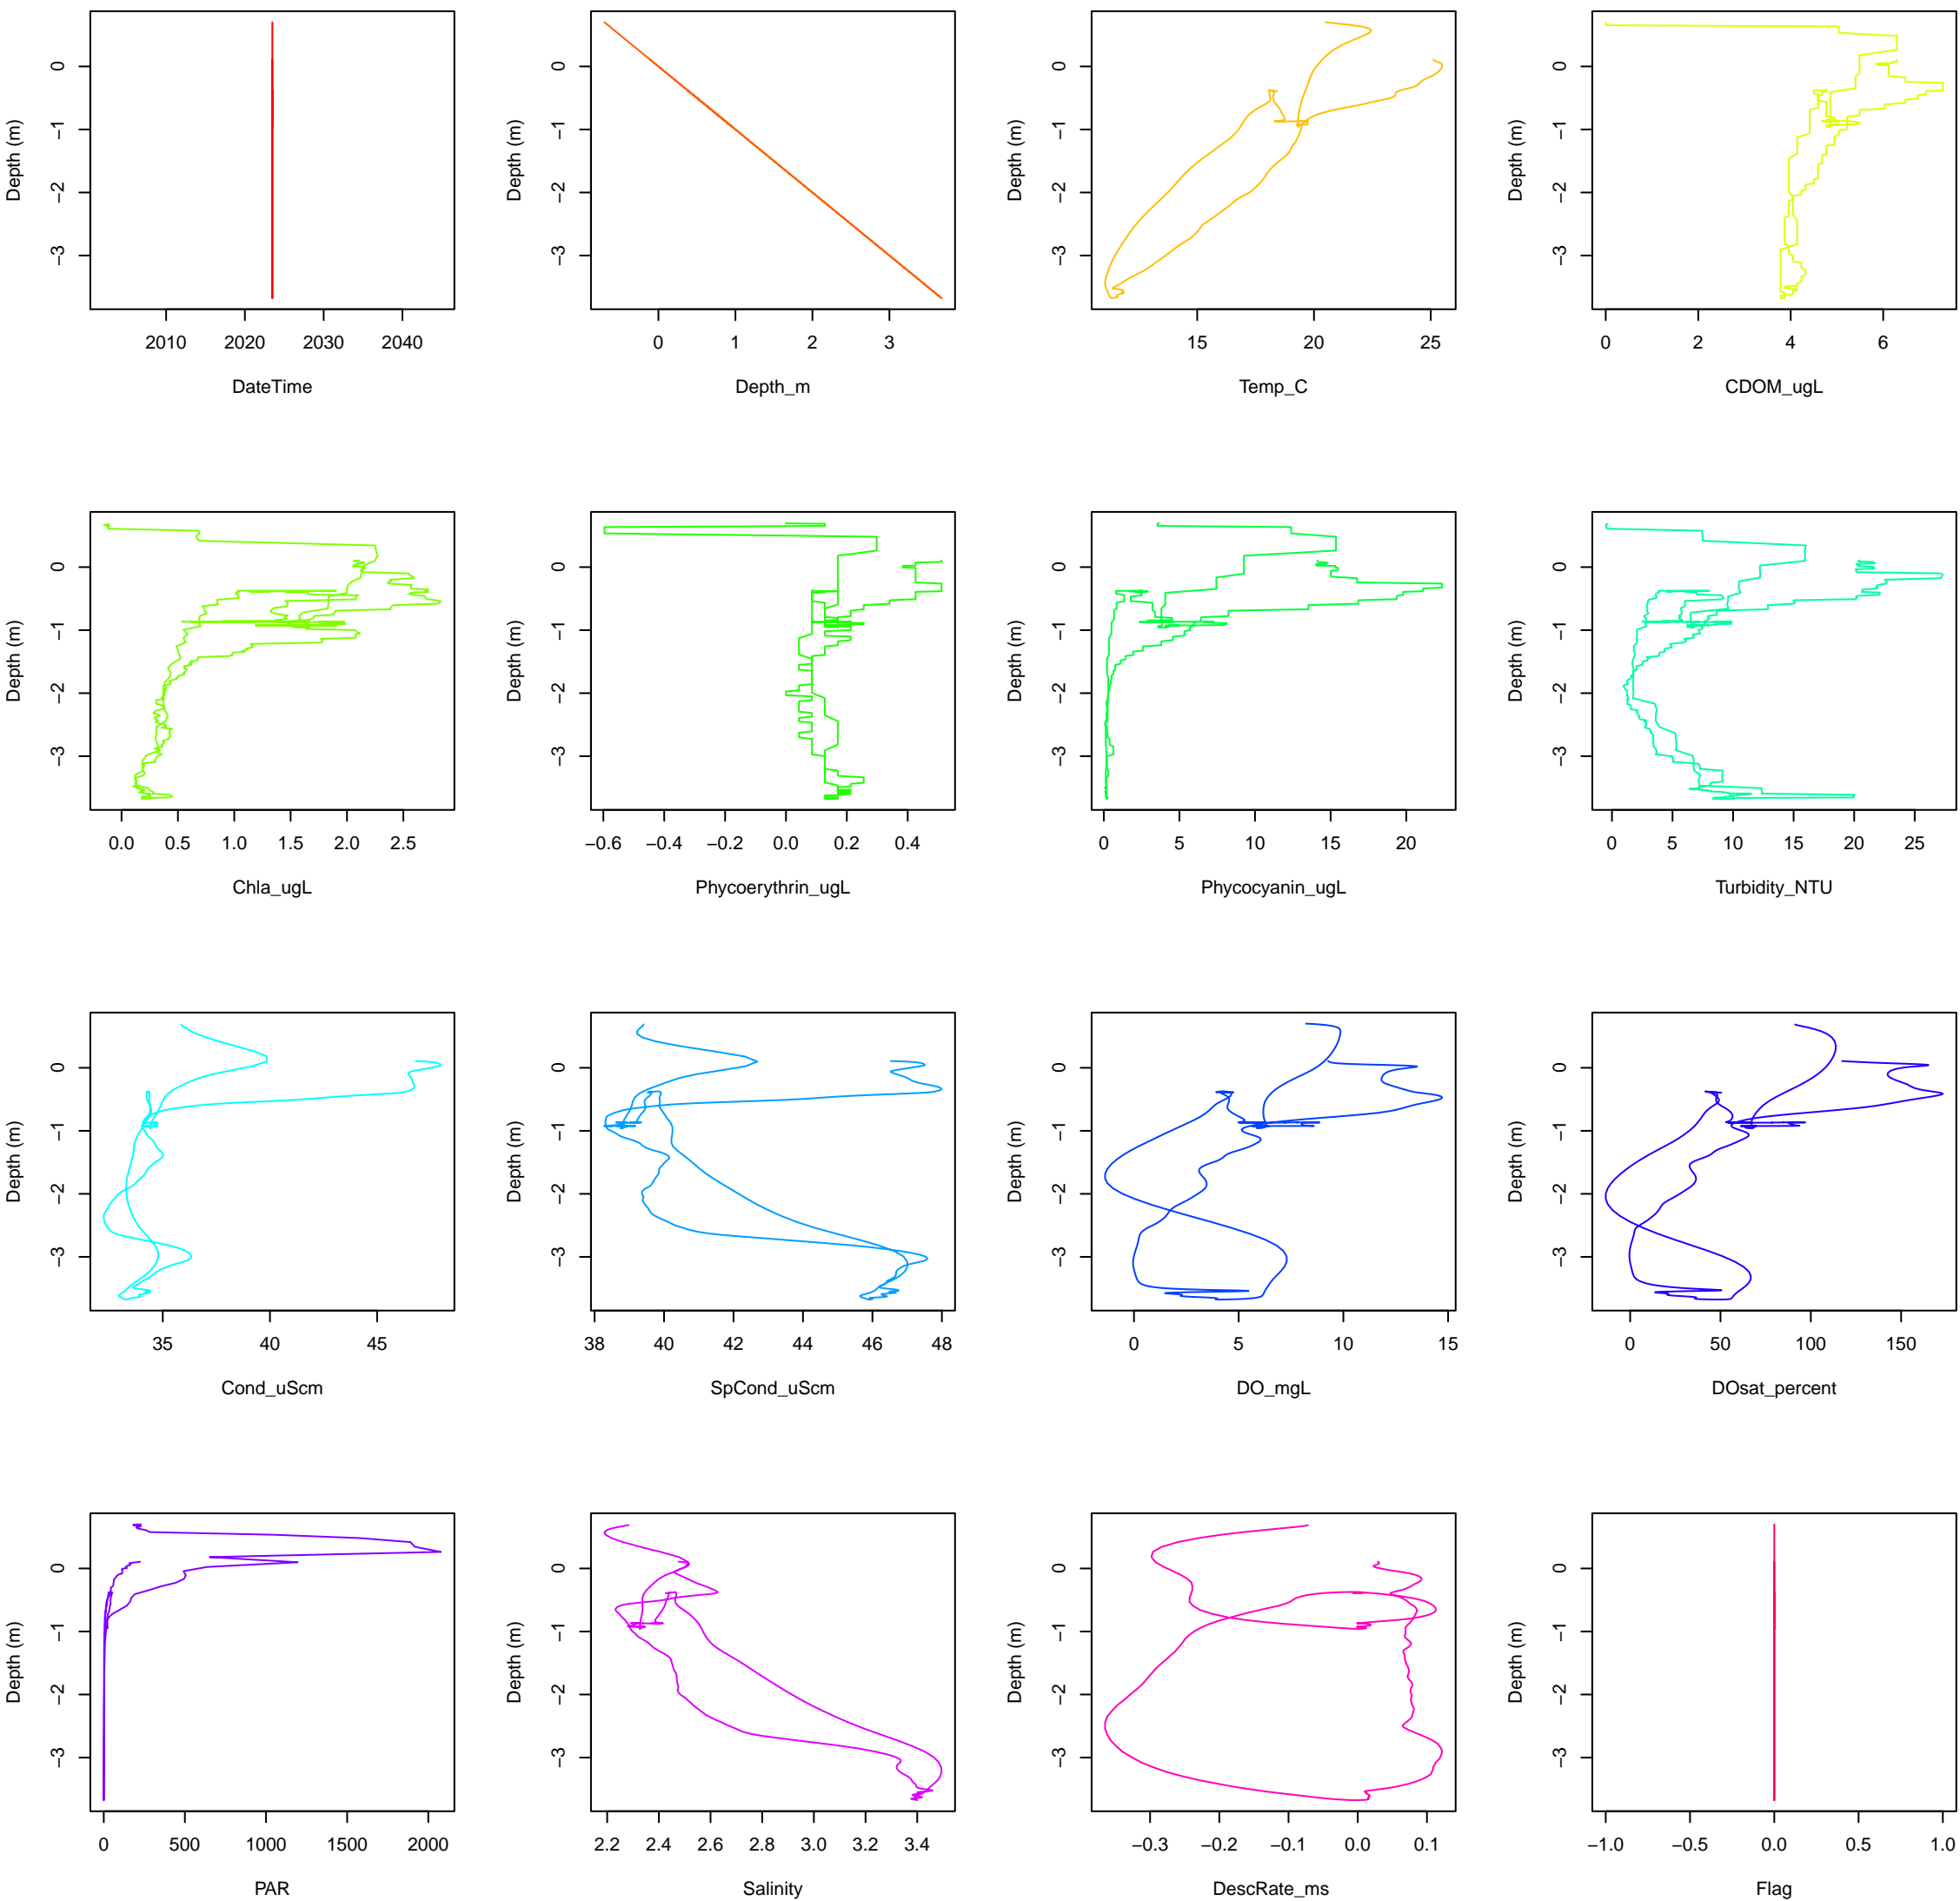 Depth (m) Depth (m) Depth (m) Depth (m)
0 0 0 0
−1 −1 −1 −1
−2 −2 −2 −2
−3 −3 −3 −3
2010 2020 2030 2040 0 1 2 3 15 20 25 0 2 4 6
DateTime Depth_m Temp_C CDOM_ugL
Depth (m) Depth (m) Depth (m) Depth (m)
0 0 0 0
−1 −1 −1 −1
−2 −2 −2 −2
−3 −3 −3 −3
0.0 0.5 1.0 1.5 2.0 2.5 −0.6 −0.4 −0.2 0.0 0.2 0.4 0 5 10 15 20 0 5 10 15 20 25
Chla_ugL Phycoerythrin_ugL Phycocyanin_ugL Turbidity_NTU
Depth (m) Depth (m) Depth (m) Depth (m)
0 0 0 0
−1 −1 −1 −1
−2 −2 −2 −2
−3 −3 −3 −3
35 40 45 38 40 42 44 46 48 0 5 10 15 0 50 100 150
Cond_uScm SpCond_uScm DO_mgL DOsat_percent
Depth (m) Depth (m) Depth (m) Depth (m)
0 0 0 0
−1 −1 −1 −1
−2 −2 −2 −2
−3 −3 −3 −3
0 500 1000 1500 2000 2.2 2.4 2.6 2.8 3.0 3.2 3.4 −0.3 −0.2 −0.1 0.0 0.1 −1.0 −0.5 0.0 0.5 1.0
PAR Salinity DescRate_ms Flag